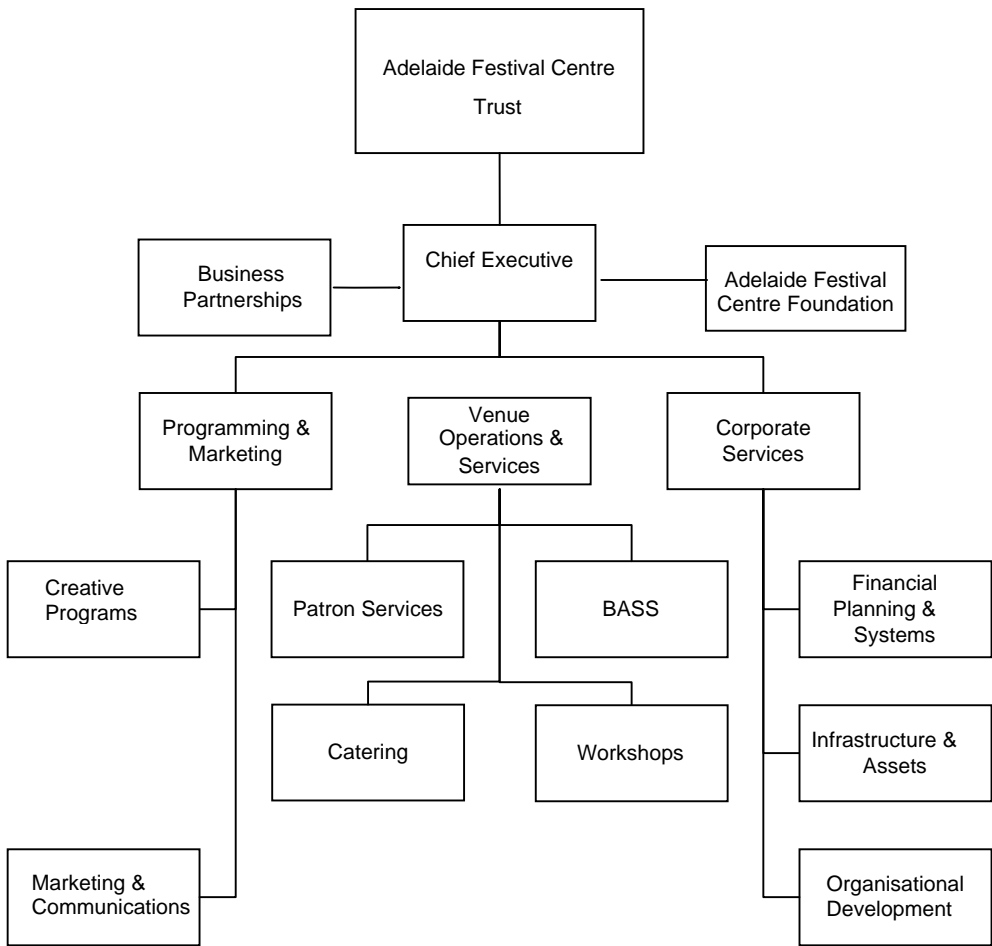 Adelaide Festival Centre
Trust
Chief Executive
Business
Partnerships
Adelaide Festival
Centre Foundation
Programming &
Marketing
Venue
Operations &
Services
Corporate
Services
Creative
Programs
Patron Services
BASS
Financial
Planning &
Systems
Catering
Workshops
Infrastructure &
Assets
Marketing &
Communications
Organisational
Development